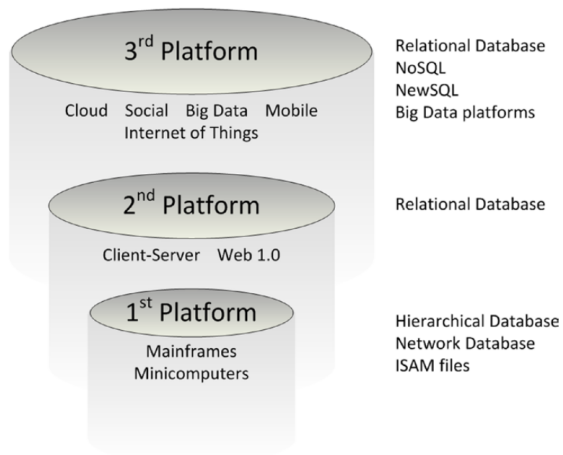 3rd Platform
Cloud Social Big Data Mobile
Internet of Things
Relational Database
NoSQL
NewSQL
Big Data platforms
2nd Platform
Client-Server Web 1.0
Relational Database
1st Platform
Mainframes
Minicomputers
Hierarchical Database
Network Database
ISAM files